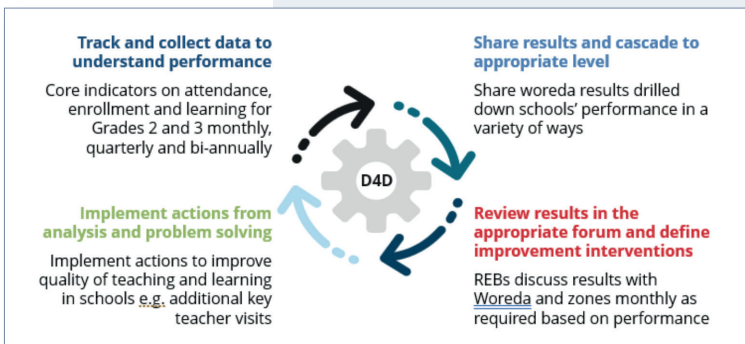 Track and collect data to
understand performance
Core indicators on attendance,
enrollment and learning for
Grades 2 and 3 monthly,
quarterly and bi-annually
Share results and cascade to
appropriate level
Share woreda results drilled
down schools' performance in a
variety of ways
D4D
Implement actions from
analysis and problem solving
Implement actions to improve
quality of teaching and learning
in schools e.g. additional key
teacher visits
Review results in the
appropriate forum and define
improvement interventions
REBs discuss results with
Woreda and zones monthly as
required based on performance